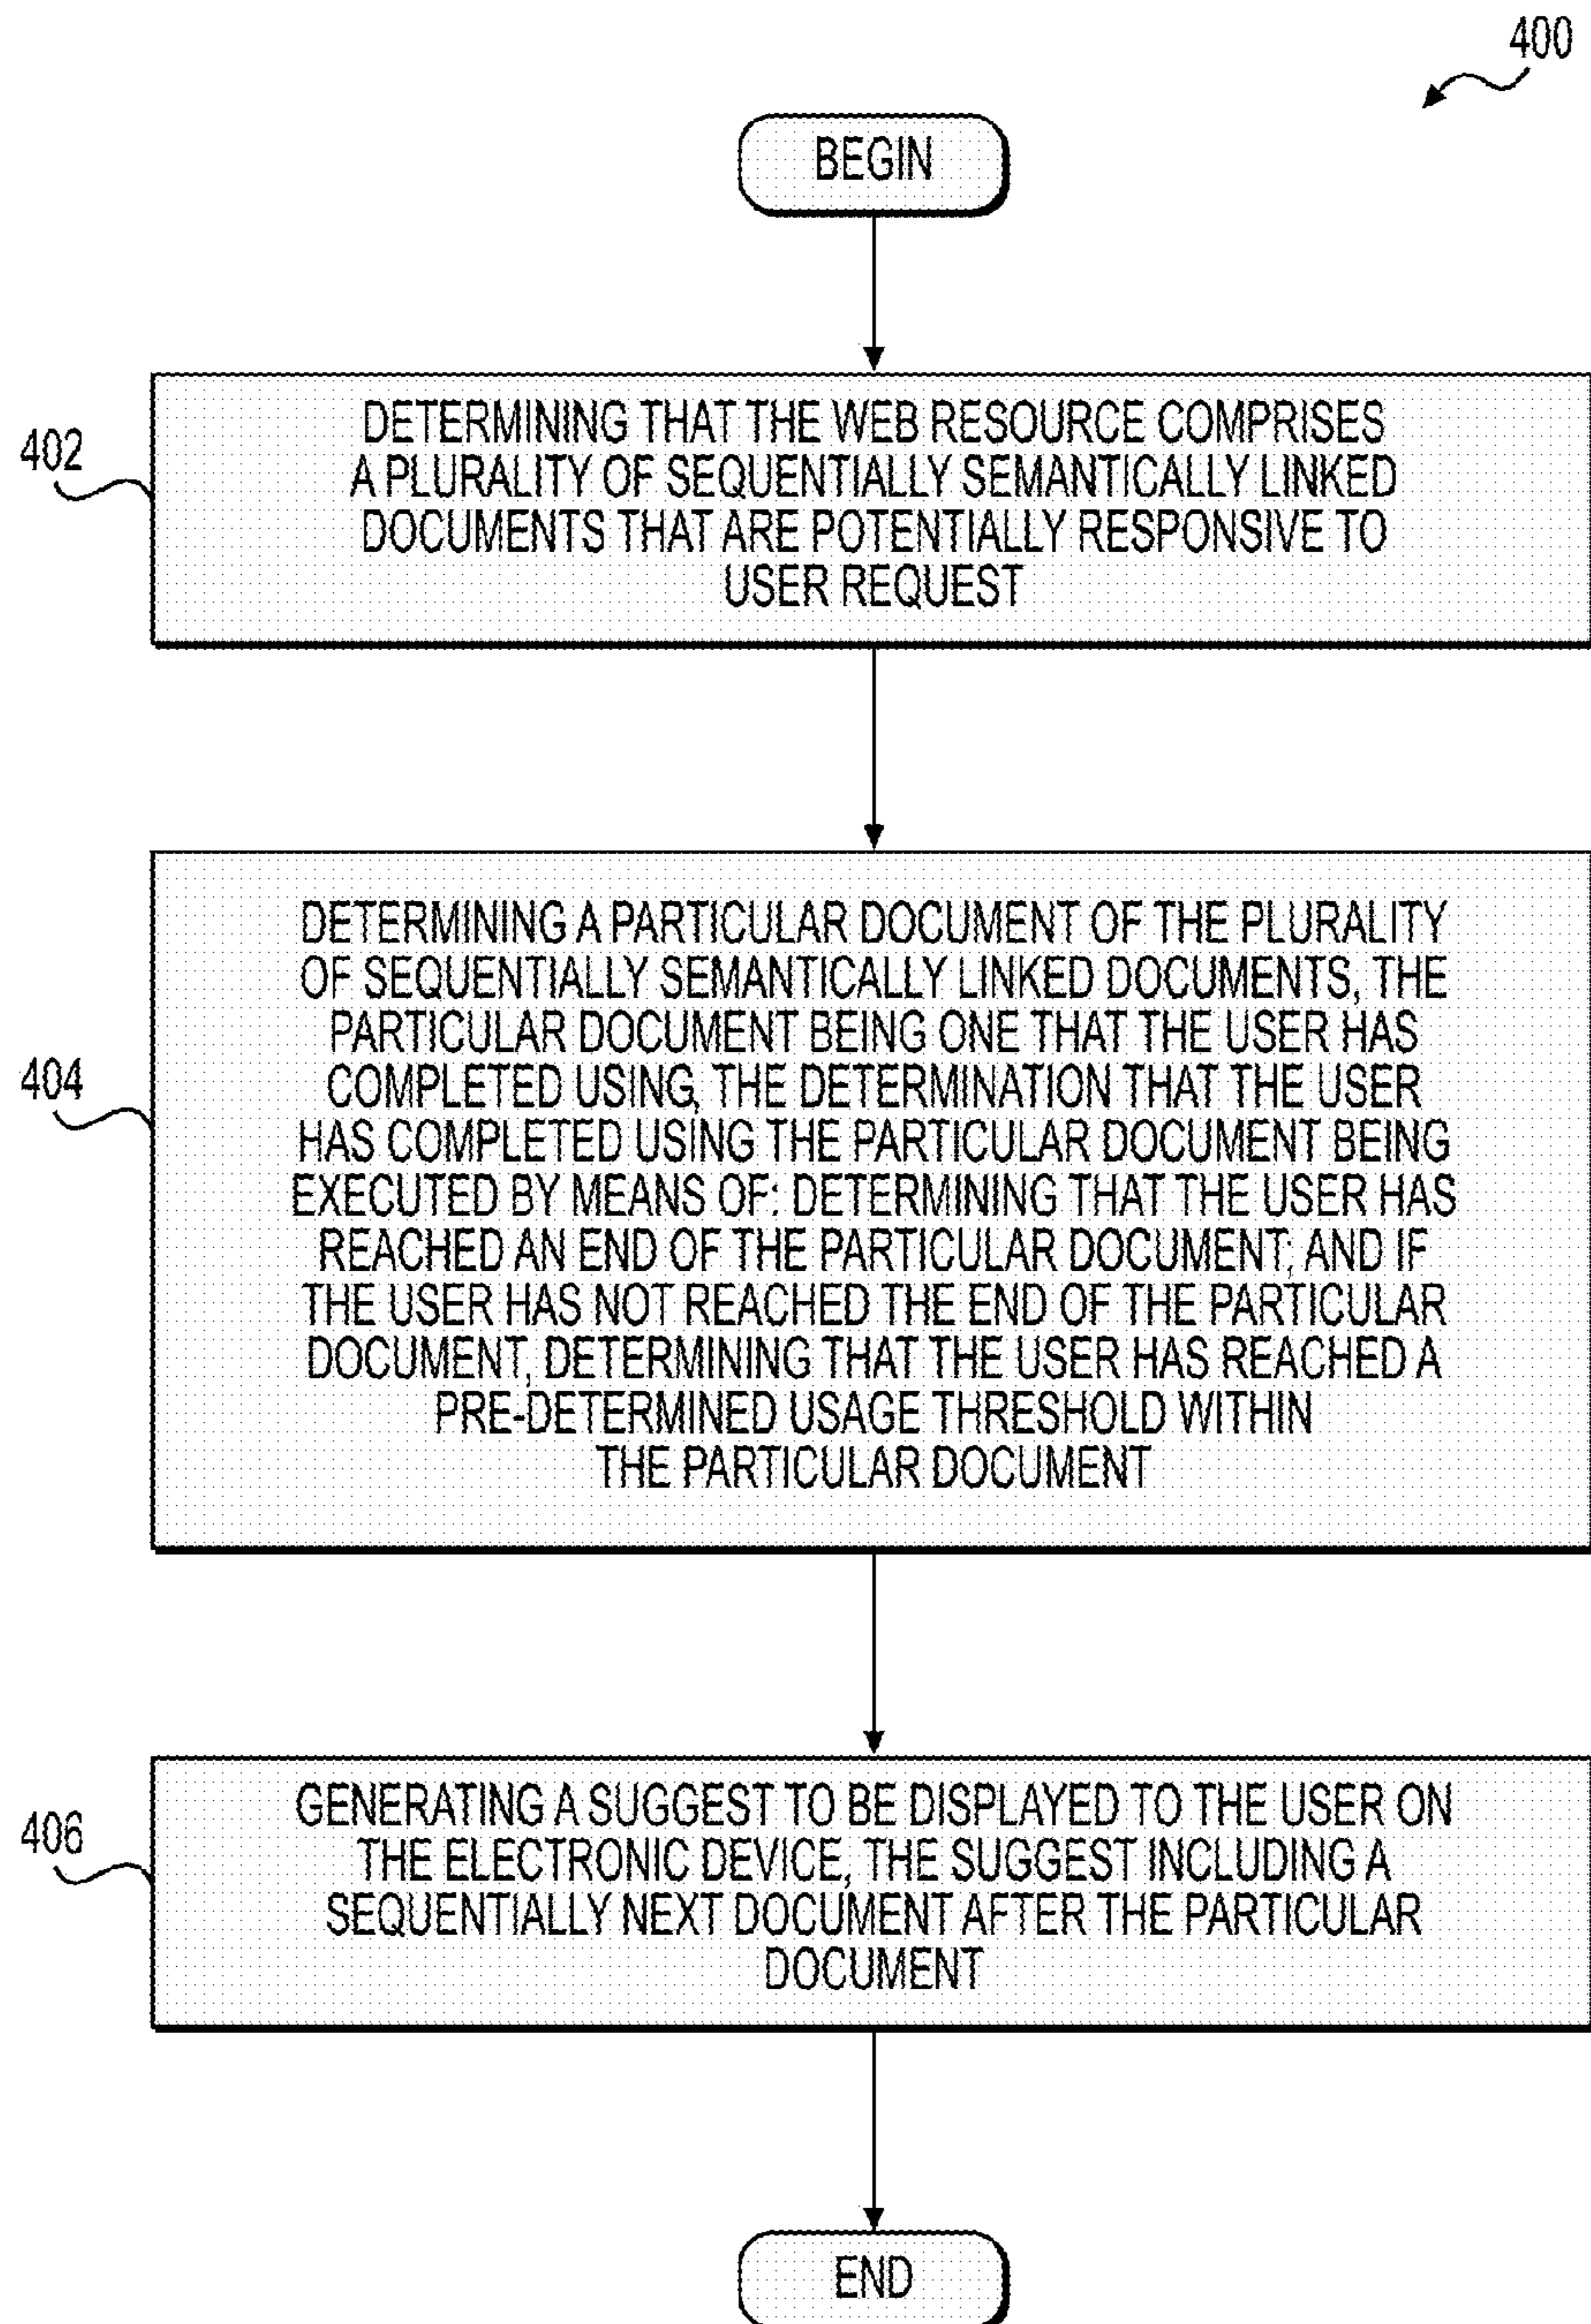 400
BEGIN
402
DETERMINING THAT THE WEB RESOURCE COMPRISES
A PLURALITY OF SEQUENTIALLY SEMANTICALLY LINKED
DOCUMENTS THAT ARE POTENTIALLY RESPONSIVE TO
USER REQUEST
404
DETERMINING A PARTICULAR DOCUMENT OF THE PLURALITY
OF SEQUENTIALLY SEMANTICALLY LINKED DOCUMENTS, THE
PARTICULAR DOCUMENT BEING ONE THAT THE USER HAS
COMPLETED USING, THE DETERMINATION THAT THE USER
HAS COMPLETED USING THE PARTICULAR DOCUMENT BEING
EXECUTED BY MEANS OF: DETERMINING THAT THE USER HAS
REACHED AN END OF THE PARTICULAR DOCUMENT; AND IF
THE USER HAS NOT REACHED THE END OF THE PARTICULAR
DOCUMENT, DETERMINING THAT THE USER HAS REACHED A
PRE-DETERMINED USAGE THRESHOLD WITHIN
THE PARTICULAR DOCUMENT
406
GENERATING A SUGGEST TO BE DISPLAYED TO THE USER ON
THE ELECTRONIC DEVICE, THE SUGGEST INCLUDING A
SEQUENTIALLY NEXT DOCUMENT AFTER THE PARTICULAR
DOCUMENT
END